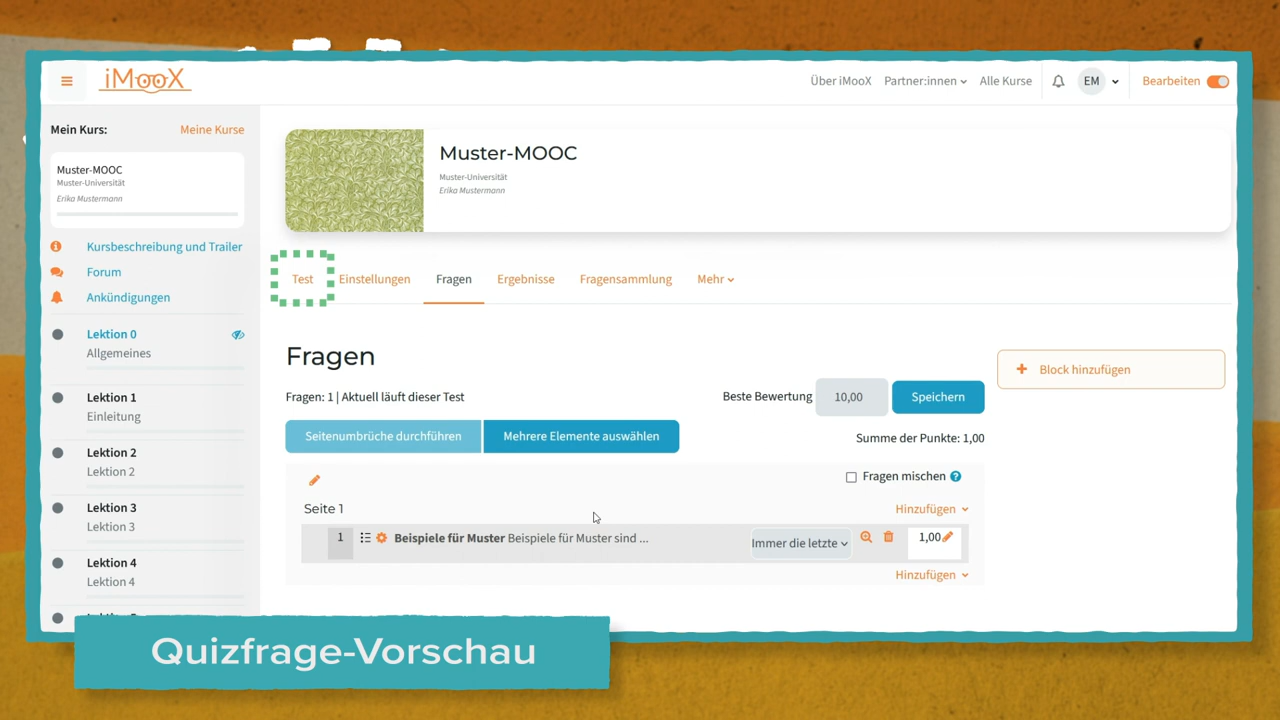 iMooX
Über iMooX Partner:innen Alle Kurse EM Bearbeiten
Mein Kurs: Meine Kurse
Muster-MOOC
Muster-Universität
Erika Mustermann
Kursbeschreibung und Trailer
Forum
Ankündigungen
Lektion 0
Allgemeines
Lektion 1
Einleitung
Lektion 2
Lektion 2
Lektion 3
Lektion 3
Lektion 4
Lektion 4
Muster-MOOC
Muster-Universität
Erika Mustermann
Test Einstellungen Fragen Ergebnisse Fragensammlung Mehr
Fragen
+ Block hinzufügen
Fragen: 1 | Aktuell läuft dieser Test
Beste Bewertung 10,00 Speichern
Seitenumbrüche durchführen Mehrere Elemente auswählen
Summe der Punkte: 1,00
Fragen mischen ?
Seite 1
Hinzufügen
1 Beispiele für Muster Beispiele für Muster sind ... Immer die letzte 1,00
Hinzufügen
Quizfrage-Vorschau